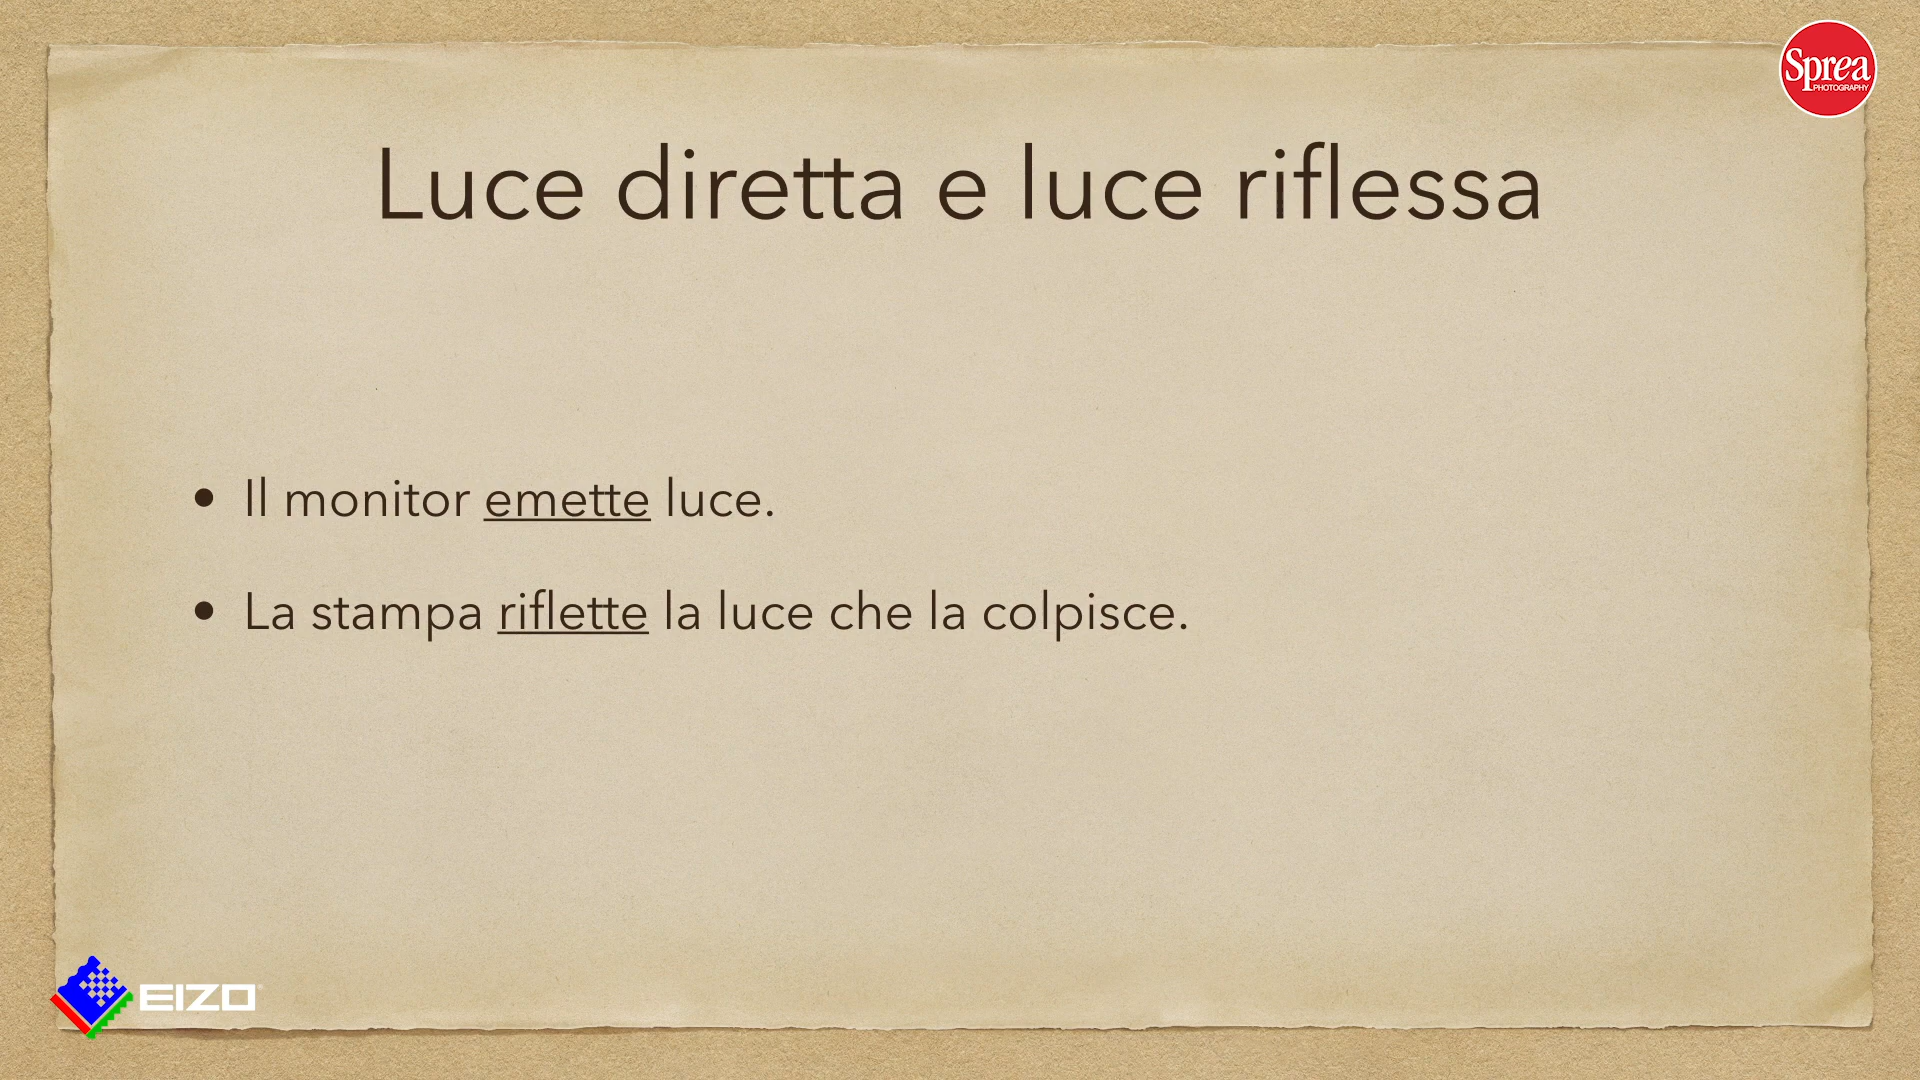 Sprea
PHOTOGRAPHY
Luce diretta e luce riflessa
• Il monitor emette luce.
• La stampa riflette la luce che la colpisce.
EIZO